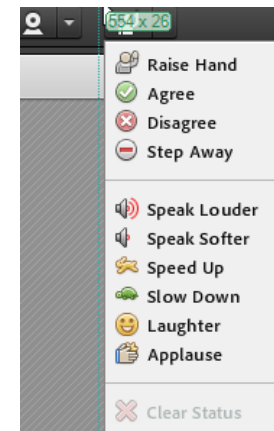 554 x 26
Raise Hand
Agree
Disagree
Step Away
Speak Louder
Speak Softer
Speed Up
Slow Down
Laughter
Applause
Clear Status